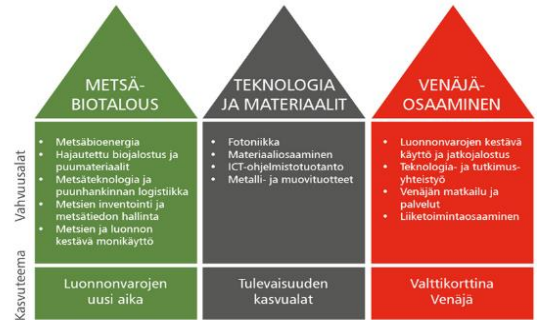 METSÄ-
BIOTALOUS
TEKNOLOGIA
JA MATERIAALIT
VENÄJÄ-
OSAAMINEN
Vahvuusalat
• Metsäbioenergia
• Hajautettu biojalostus ja
puumateriaalit
• Metsäteknologia ja
puunhankinnan logistiikka
• Metsien inventointi ja
metsätiedon hallinta
• Metsien ja luonnon
kestävä monikäyttö
• Fotoniikka
• Materiaaliosaaminen
• ICT-ohjelmistotuotanto
• Metalli- ja muovituotteet
• Luonnonvarojen kestävä
käyttö ja jatkojalostus
• Teknologia- ja tutkimus-
yhteistyö
• Venäjän matkailu ja
palvelut
• Liiketoimintaosaaminen
Kasvuteema
Luonnonvarojen
uusi aika
Tulevaisuuden
kasvualat
Valttikorttina
Venäjä